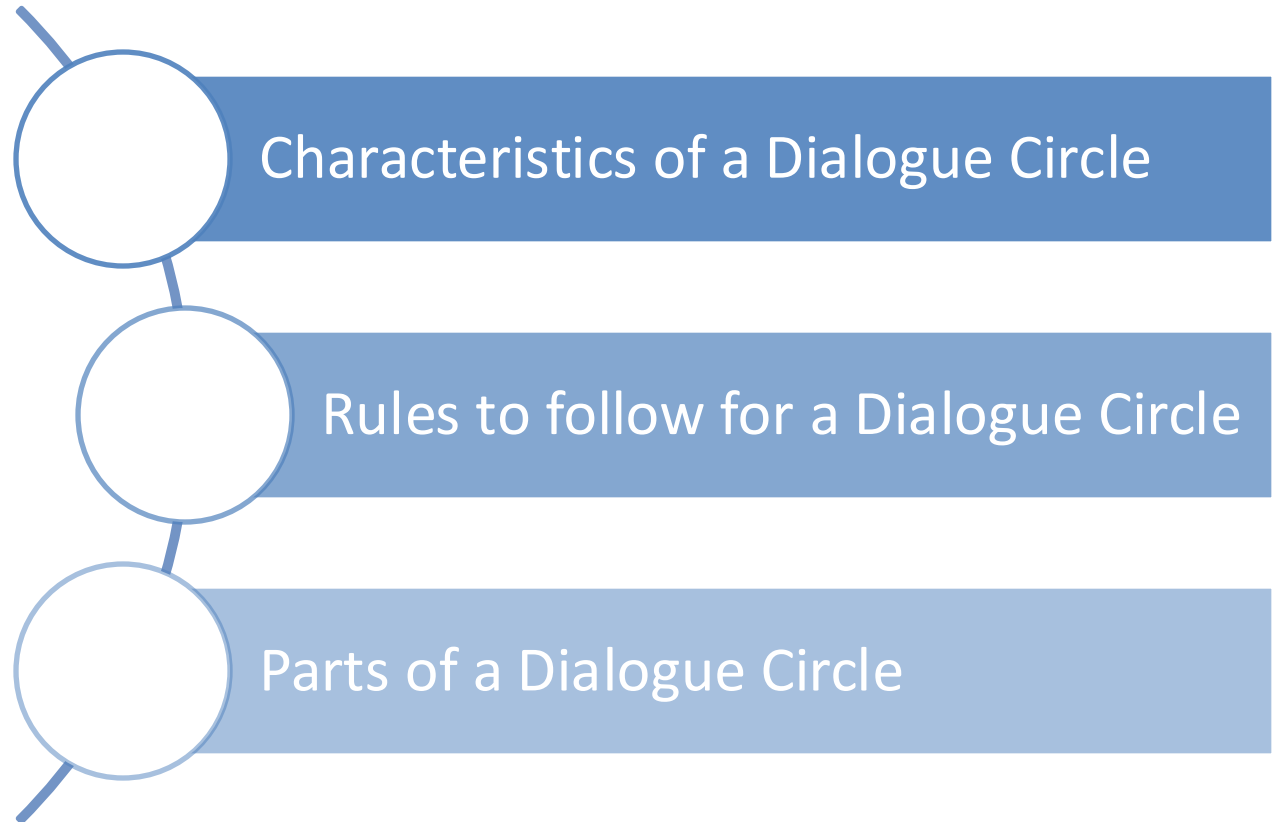 Characteristics of a Dialogue Circle
Rules to follow for a Dialogue Circle
Parts of a Dialogue Circle